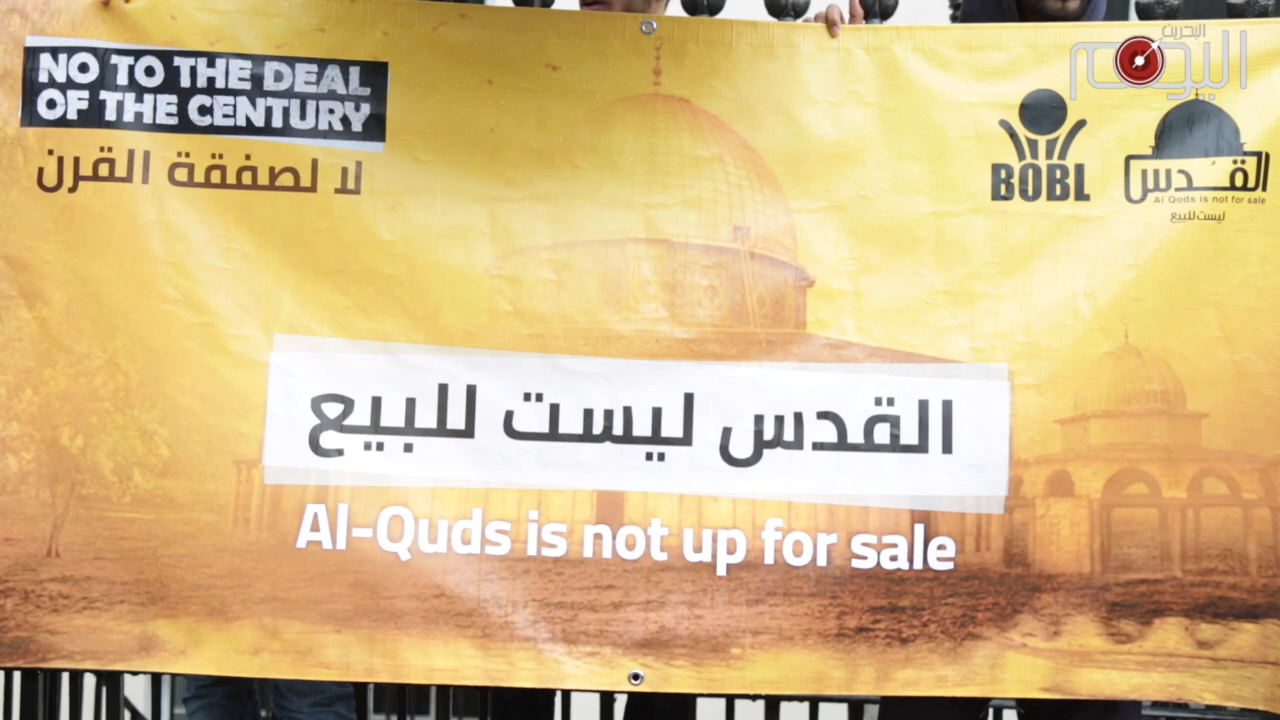 NO TO THE DEAL
OF THE CENTURY
لا لصفقة القرن
البحرين
اليوم
BOBL
القدس
Al Qods is not for sale
ليست للبيع
القدس ليست للبيع
Al-Quds is not up for sale